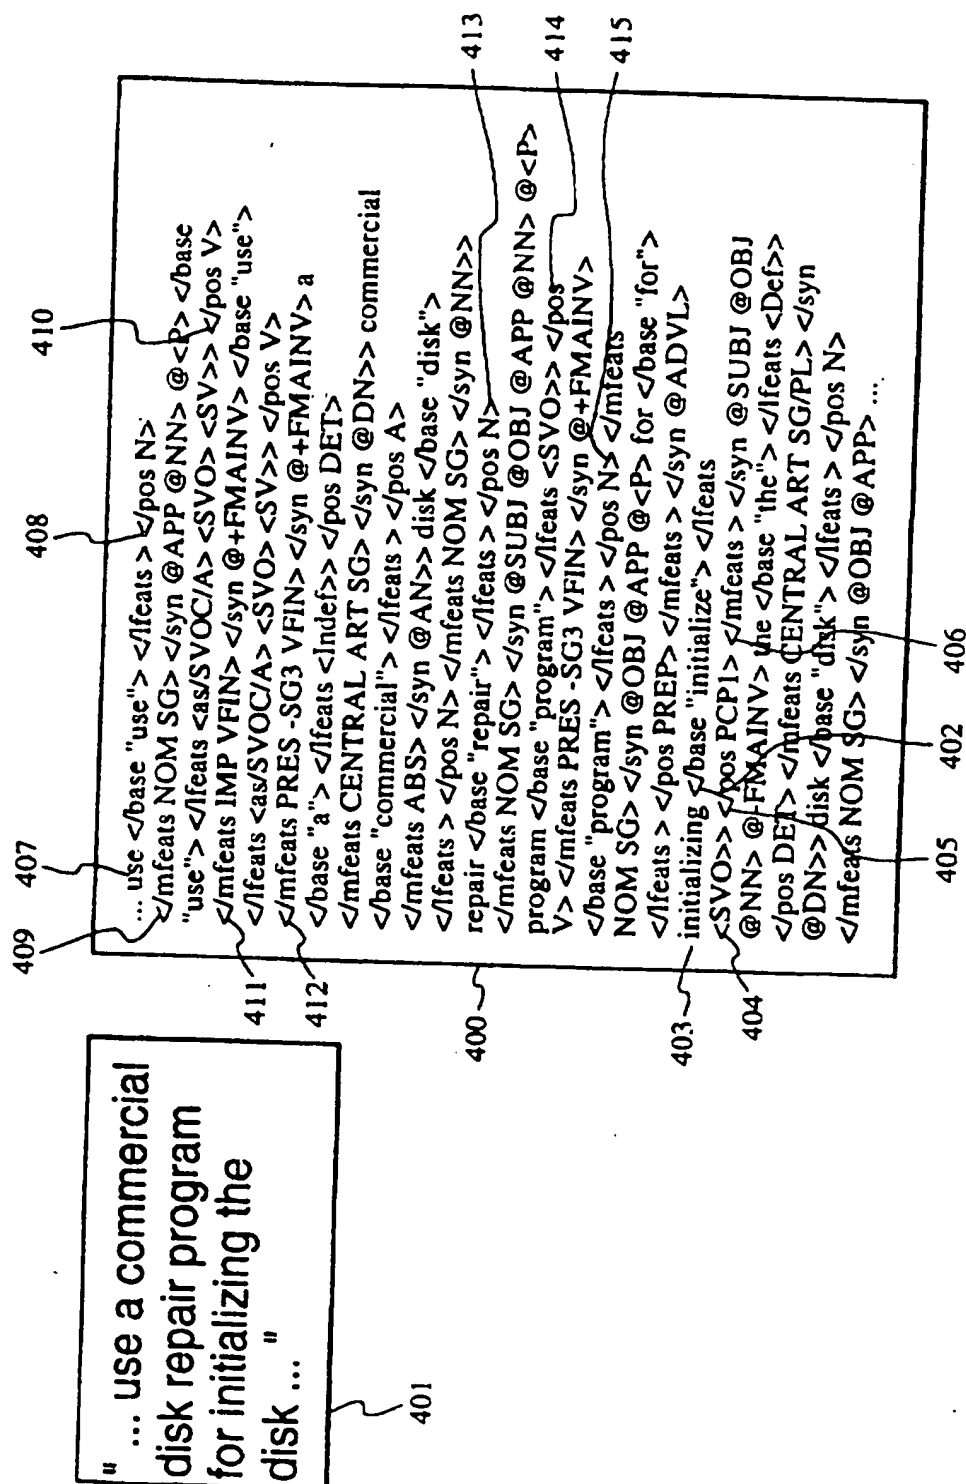 " ... use a commercial
disk repair program
for initializing the
disk ... "
401
407
408
410
409
... use </base "use"> </lfeats > </pos N>
</mfeats NOM SG> </syn @APP @NN> @<P> </base
"use"> </lfeats <as/SVOC/A> <SVO> <SV>> </pos V>
</mfeats IMP VFIN> </syn @+FMAINV> </base "use">
</lfeats <as/SVOC/A> <SVO> <SV>> </pos V>
</mfeats PRES -SG3 VFIN> </syn @+FMAINV> a
</base "a"> </lfeats <Indef>> </pos DET>
</mfeats CENTRAL ART SG> </syn @DN>> commercial
</base "commercial"> </lfeats > </pos A>
</mfeats ABS> </syn @AN>> disk </base "disk">
</lfeats > </pos N> </mfeats NOM SG> </syn @NN>>
repair </base "repair"> </lfeats > </pos N>
</mfeats NOM SG> </syn @SUBJ @OBJ @APP @NN> @<P>
program </base "program"> </lfeats <SVO>> </pos
V> </mfeats PRES -SG3 VFIN> </syn @+FMAINV>
</base "program"> </lfeats > </pos N> </mfeats
NOM SG> </syn @OBJ @APP @<P> for </base "for">
</lfeats > </pos PREP> </mfeats > </syn @ADVL>
initializing </base "initialize"> </lfeats
<SVO>> </pos PCP1> </mfeats > </syn @SUBJ @OBJ
@NN> @-FMAINV> the </base "the"> </lfeats <Def>>
</pos DET> </mfeats CENTRAL ART SG/PL> </syn
@DN>> disk </base "disk"> </lfeats > </pos N>
</mfeats NOM SG> </syn @OBJ @APP> ....
411
412
400
403
404
413
414
415
405
402
406